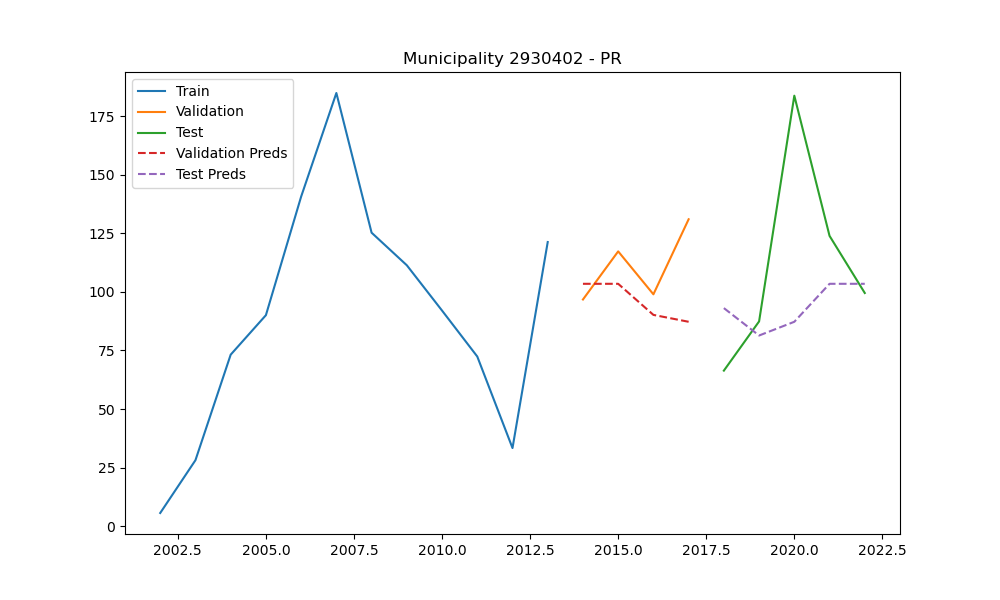 Municipality 2930402 - PR
Train
Validation
Test
Validation Preds
Test Preds
175
150
125
100
75
50
25
0
2002.5 2005.0 2007.5 2010.0 2012.5 2015.0 2017.5 2020.0 2022.5